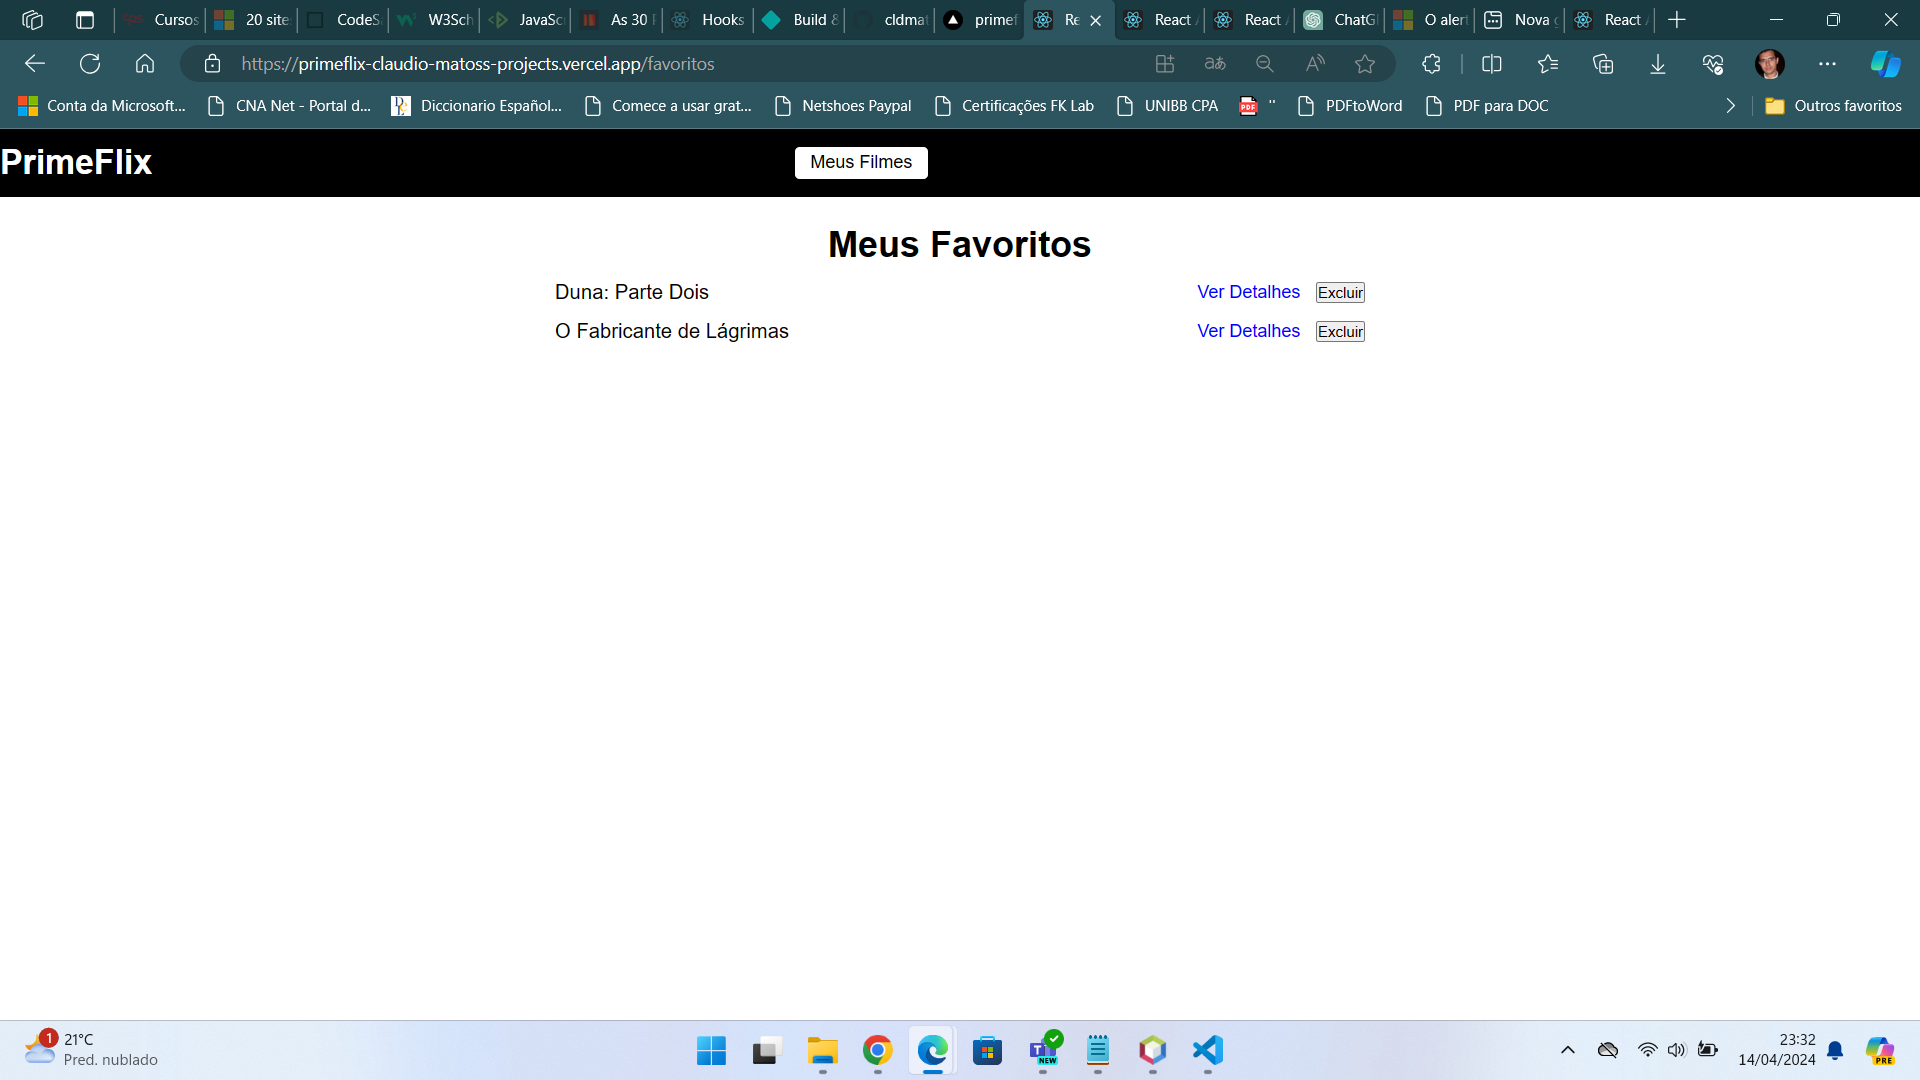 Cursos
20 site
CodeS
W3Sch
JavaSc
As 30
Hooks
Build &
cldmat
primef
Re
React
React
ChatG
O alert
Nova
React
https://primeflix-claudio-matoss-projects.vercel.app/favoritos
Conta da Microsoft...
CNA Net - Portal d...
Diccionario Español...
Comece a usar grat...
Netshoes Paypal
Certificações FK Lab
UNIBB CPA
"
PDFtoWord
PDF para DOC
Outros favoritos
PrimeFlix
Meus Filmes
Meus Favoritos
Duna: Parte Dois Ver Detalhes Excluir
O Fabricante de Lágrimas Ver Detalhes Excluir
1
21°C
Pred. nublado
NEW
23:32
14/04/2024
PRE